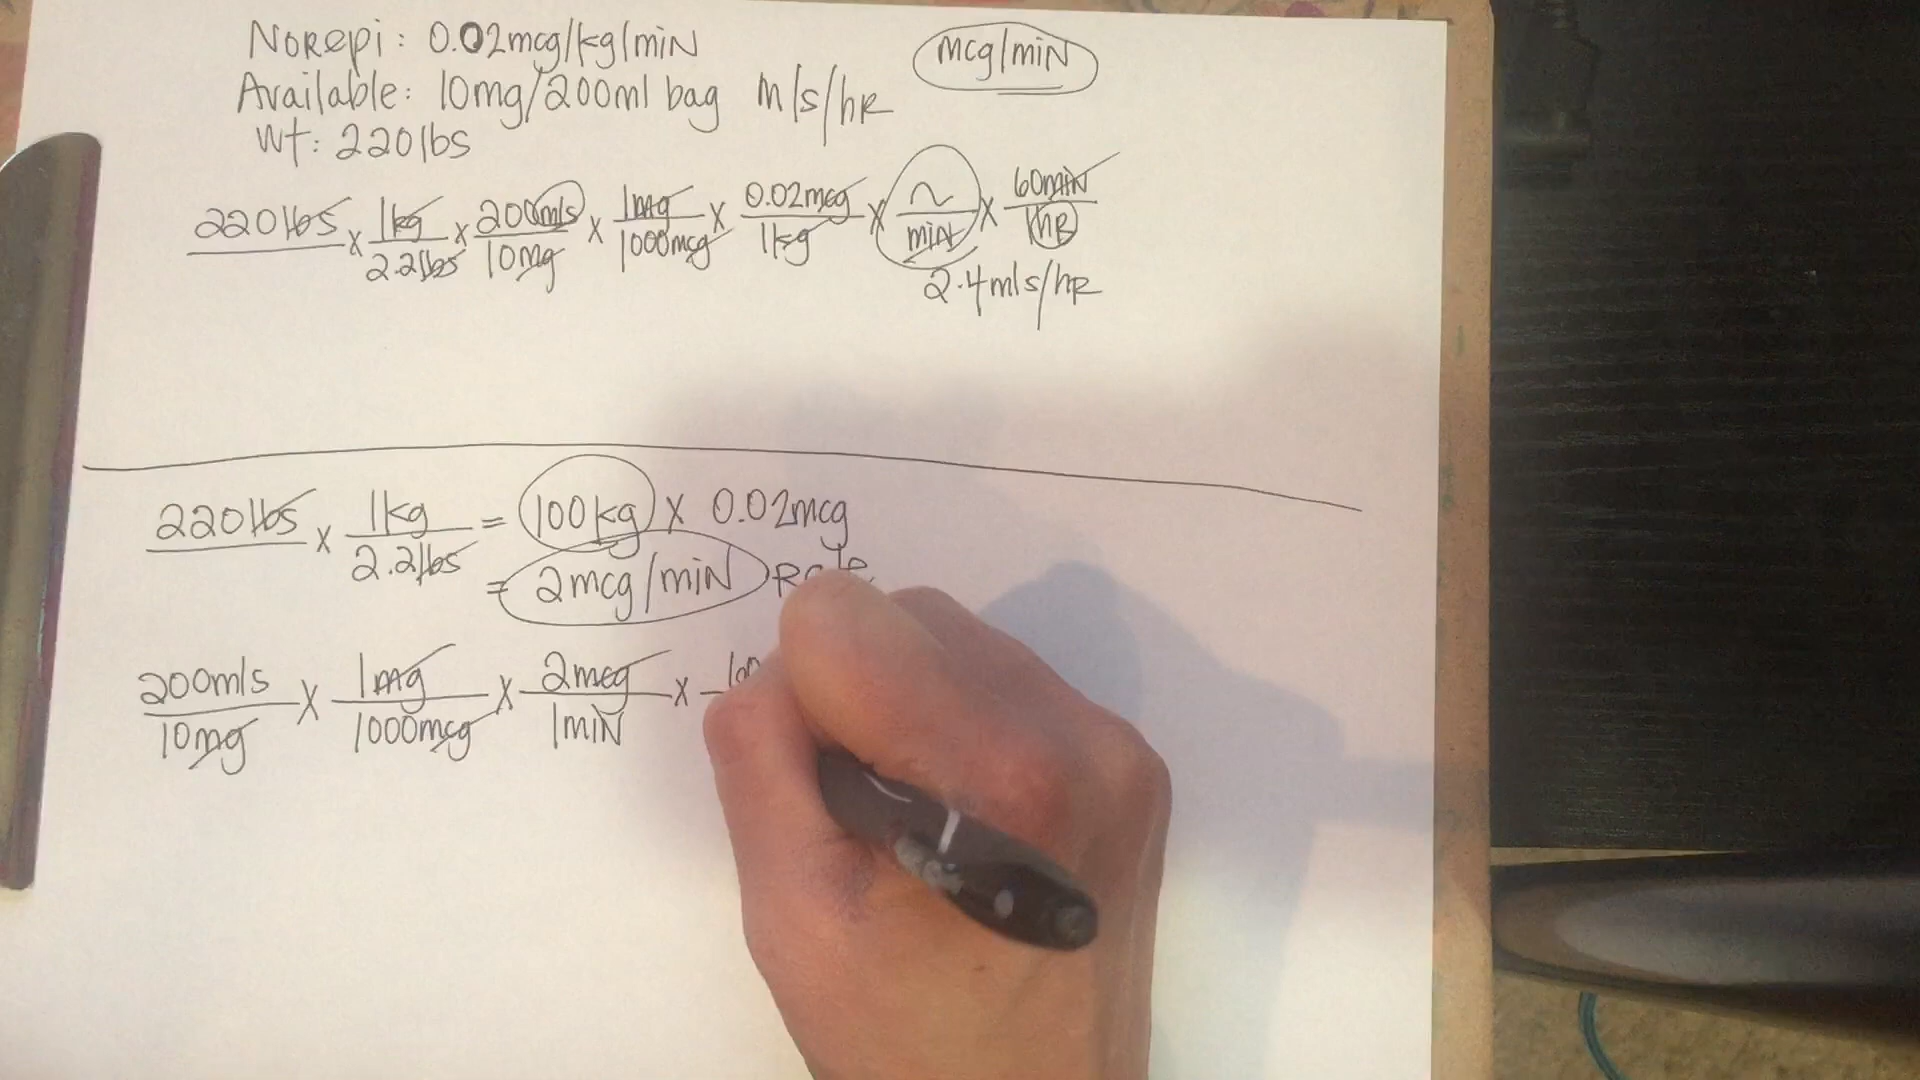 Norepi: 0.02mcg/kg/min
mcg/min
Available: 10mg/200ml bag mls/hr
Wt: 220lbs
220lbs x 1kg/2.2lbs x 200mls/10mg x 1mg/1000mcg x 0.02mcg/1kg x ~/min x 60min/1hr
2.4mls/hr
220lbs x 1kg/2.2lbs = 100kg x 0.02mcg
= 2mcg/min
200mls/10mg x 1mg/1000mcg x 2mcg/1min x